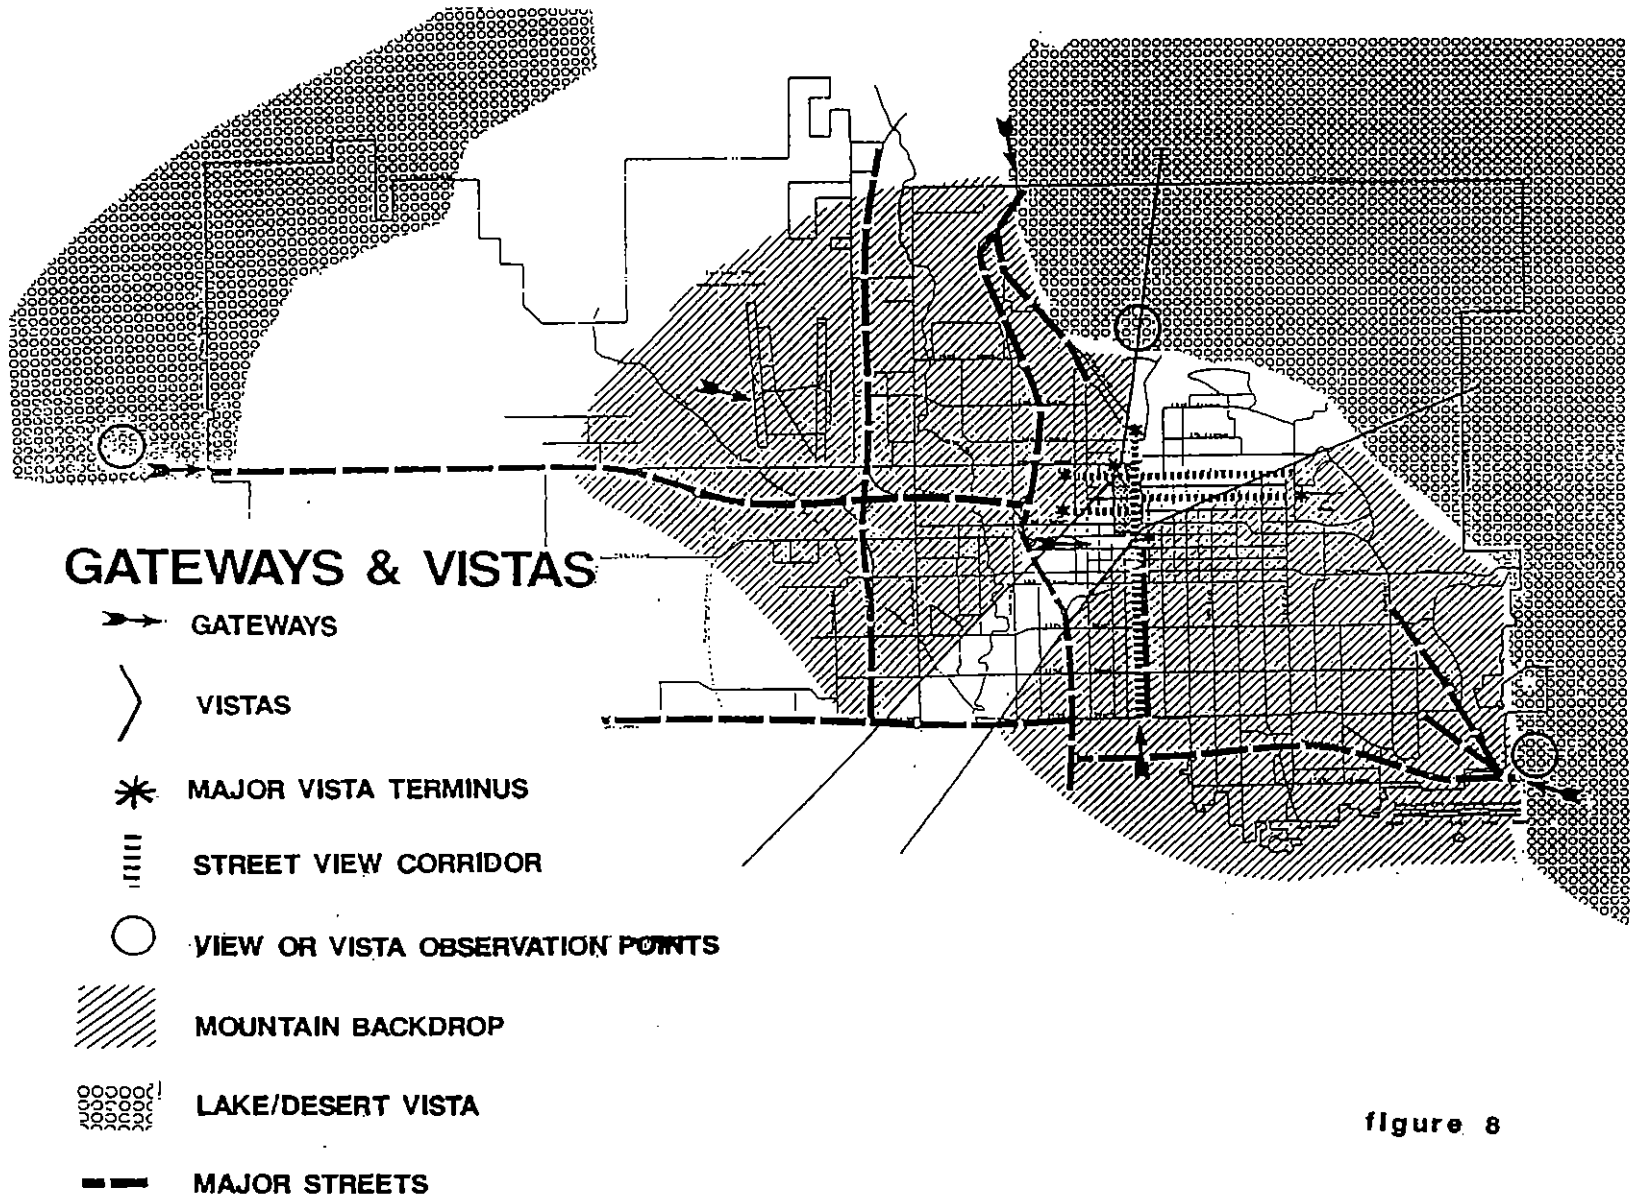 GATEWAYS & VISTAS
GATEWAYS
VISTAS
MAJOR VISTA TERMINUS
STREET VIEW CORRIDOR
VIEW OR VISTA OBSERVATION POINTS
MOUNTAIN BACKDROP
LAKE/DESERT VISTA
MAJOR STREETS
figure 8